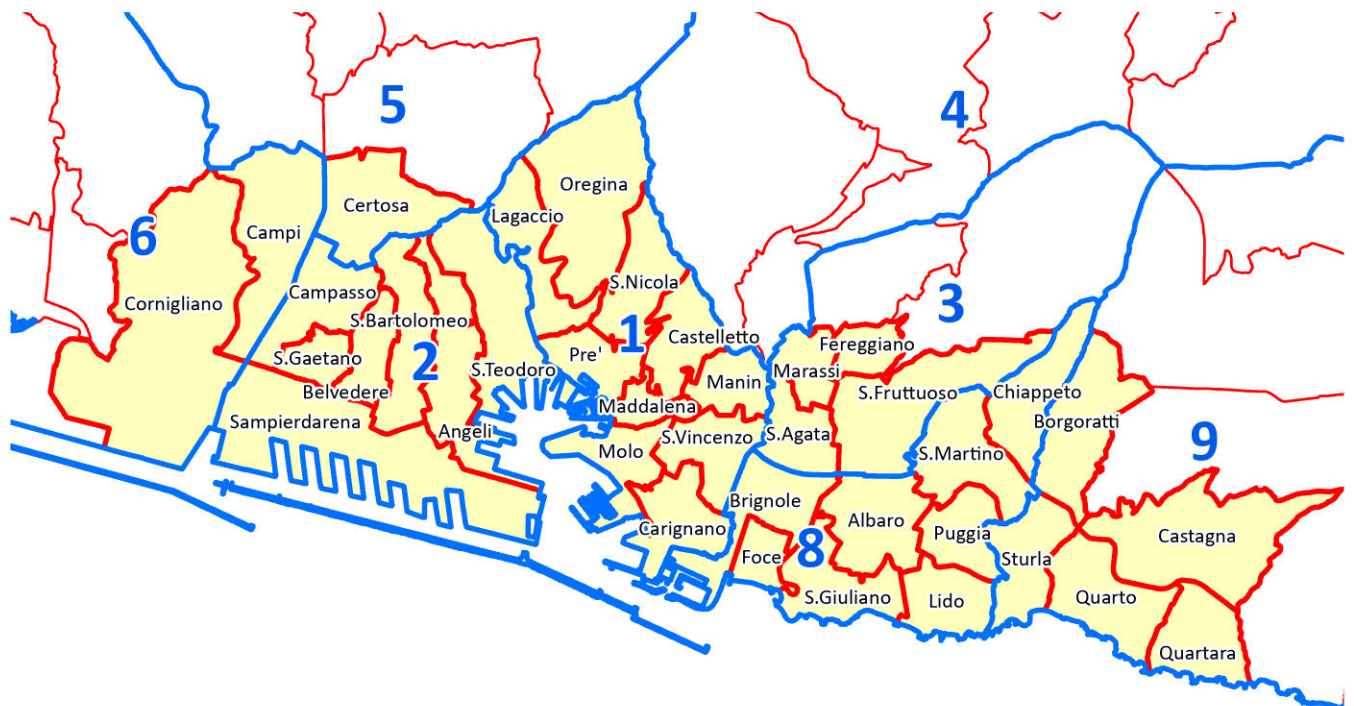 5
4
Oregina
Certosa
Lagaccio
Campi
6
S.Nicola
Campasso
Cornigliano
3
S.Bartolomeo
1
Castelletto
Fereggiano
S.Gaetano
2
Pre'
S.Teodoro
Marassi
Manin
Belvedere
S.Fruttuoso
Chiappeto
Maddalena
Sampierdarena
Borgoratti
Angeli
S.Vincenzo
S.Agata
9
Molo
S.Martino
Brignole
Albaro
Carignano
Puggia
Castagna
8
Foce
Sturla
S.Giuliano
Lido
Quarto
Quartara